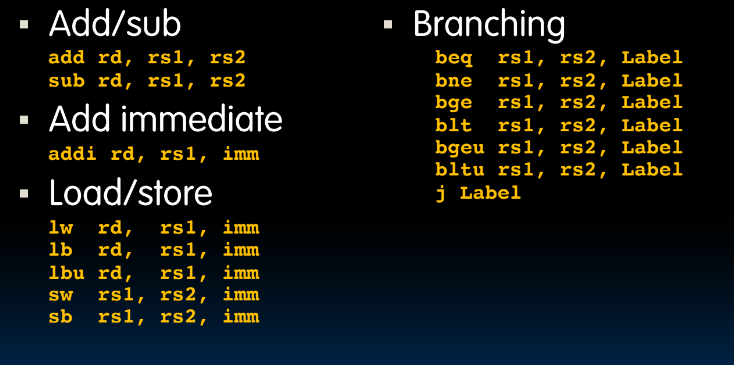 Add/sub
add rd, rs1, rs2
sub rd, rs1, rs2
Add immediate
addi rd, rs1, imm
Load/store
lw rd, rs1, imm
lb rd, rs1, imm
lbu rd, rs1, imm
sw rs1, rs2, imm
sb rs1, rs2, imm
Branching
beq rs1, rs2, Label
bne rs1, rs2, Label
bge rs1, rs2, Label
blt rs1, rs2, Label
bgeu rs1, rs2, Label
bltu rs1, rs2, Label
j Label